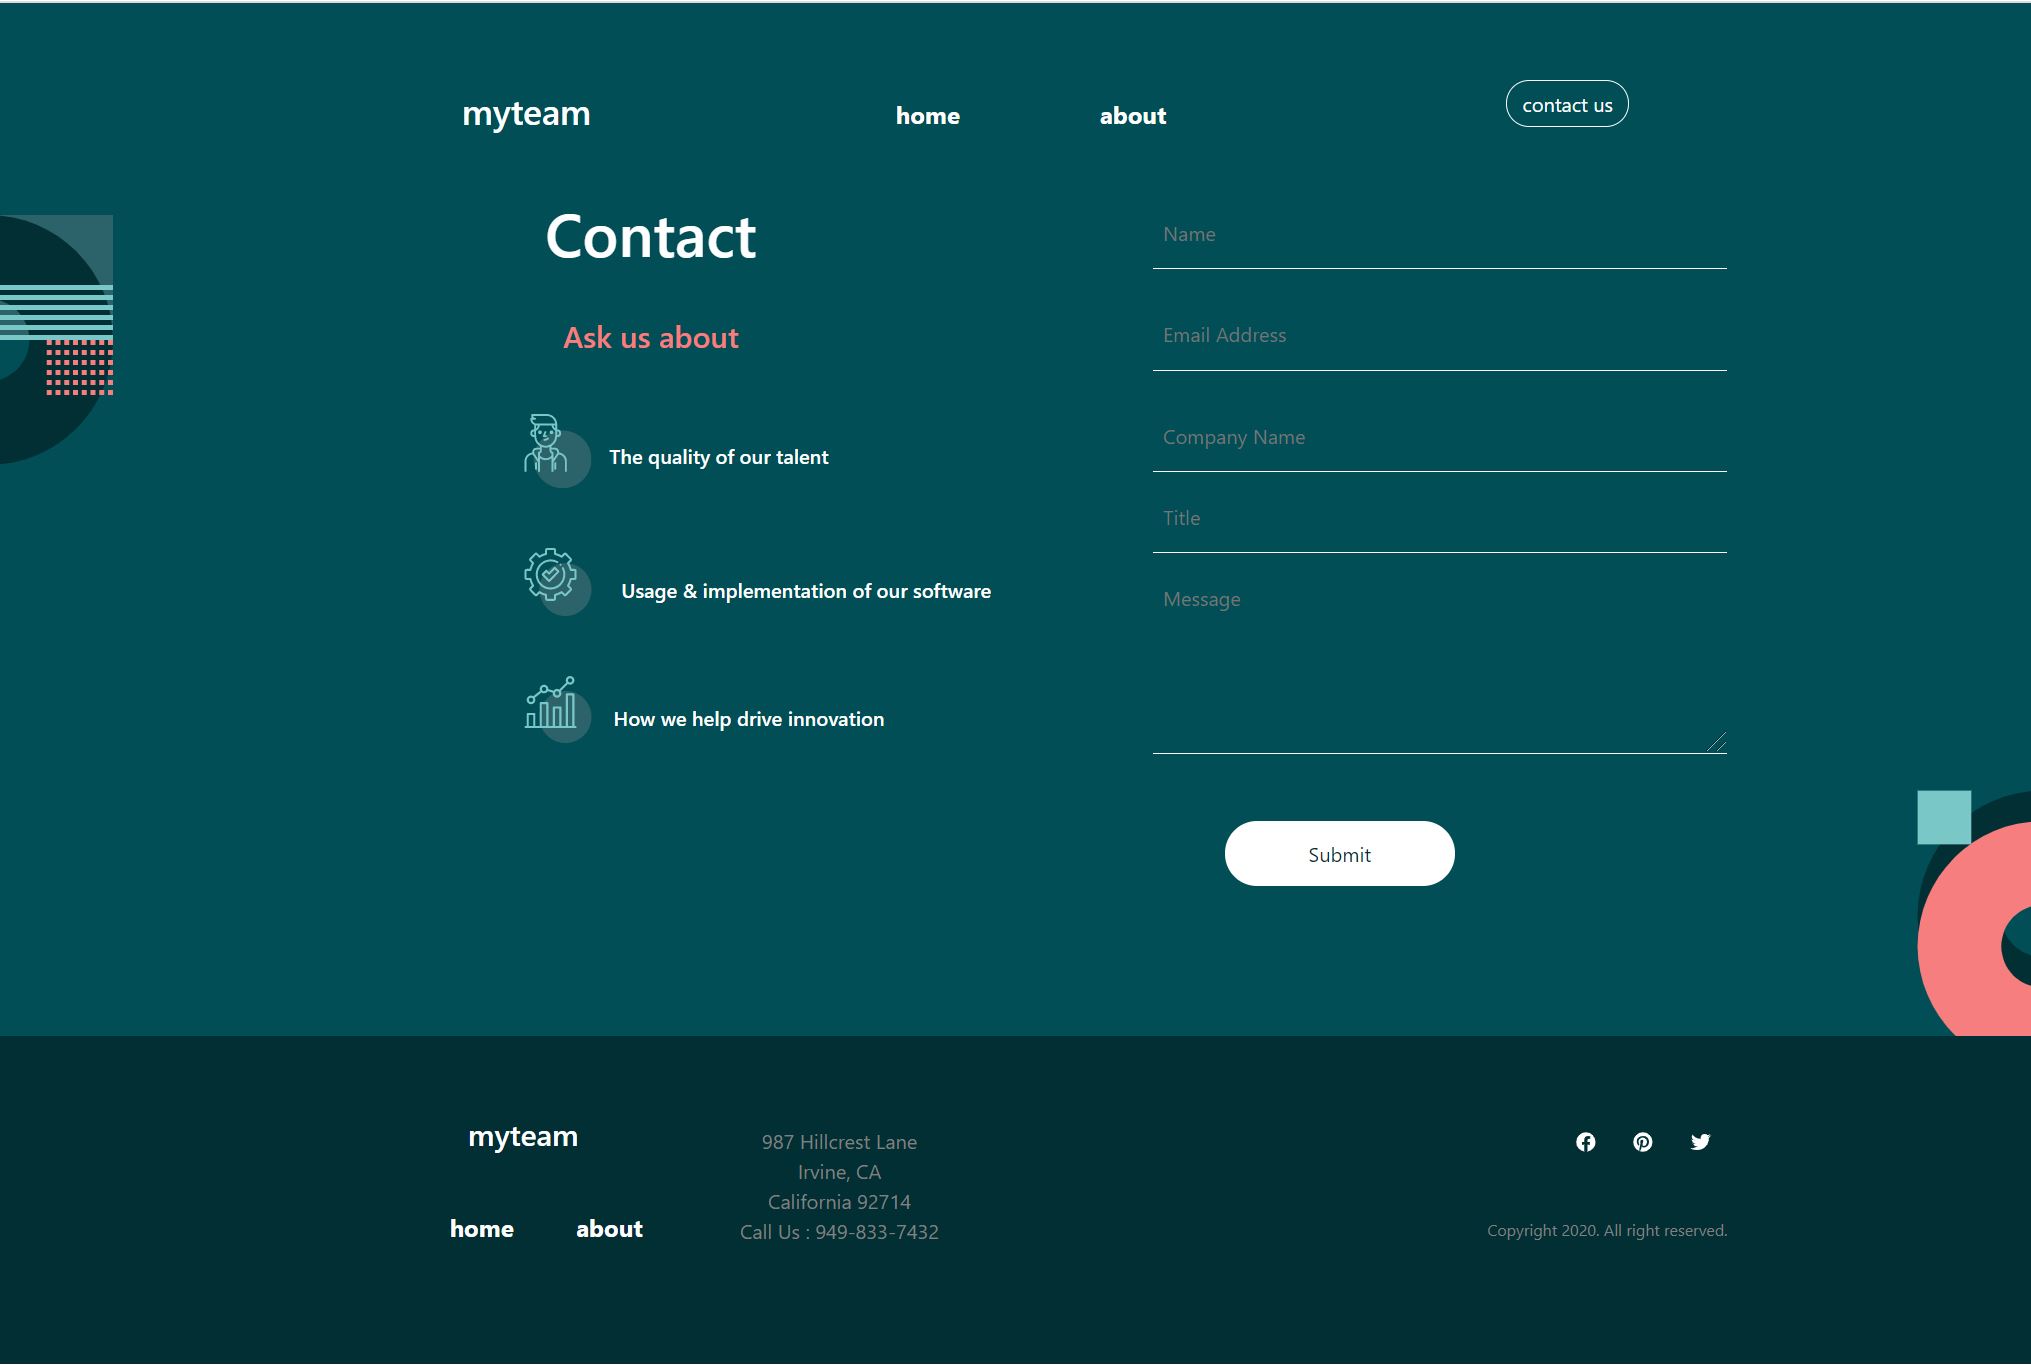 myteam
home
about
contact us
Contact
Ask us about
The quality of our talent
Usage & implementation of our software
How we help drive innovation
Name
Email Address
Company Name
Title
Message
Submit
myteam
home
about
987 Hillcrest Lane
Irvine, CA
California 92714
Call Us : 949-833-7432
Copyright 2020. All right reserved.